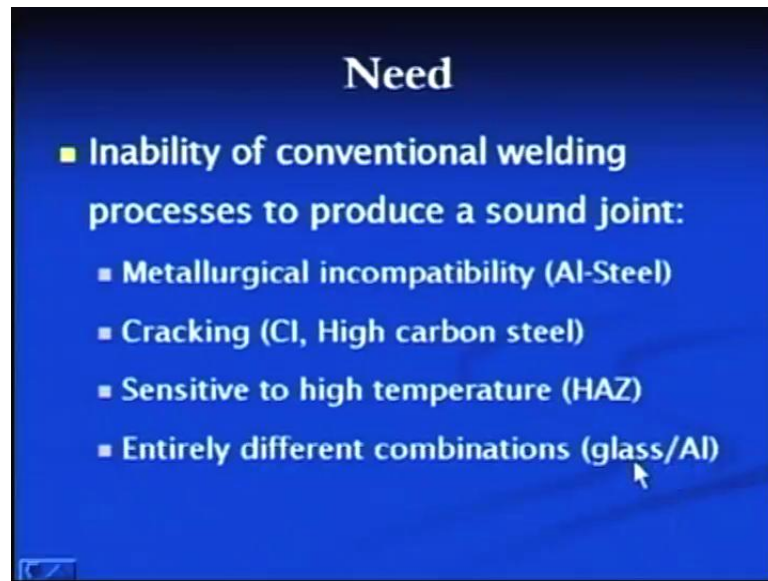 Need
Inability of conventional welding
processes to produce a sound joint:
Metallurgical incompatibility (Al-Steel)
Cracking (CI, High carbon steel)
Sensitive to high temperature (HAZ)
Entirely different combinations (glass/Al)